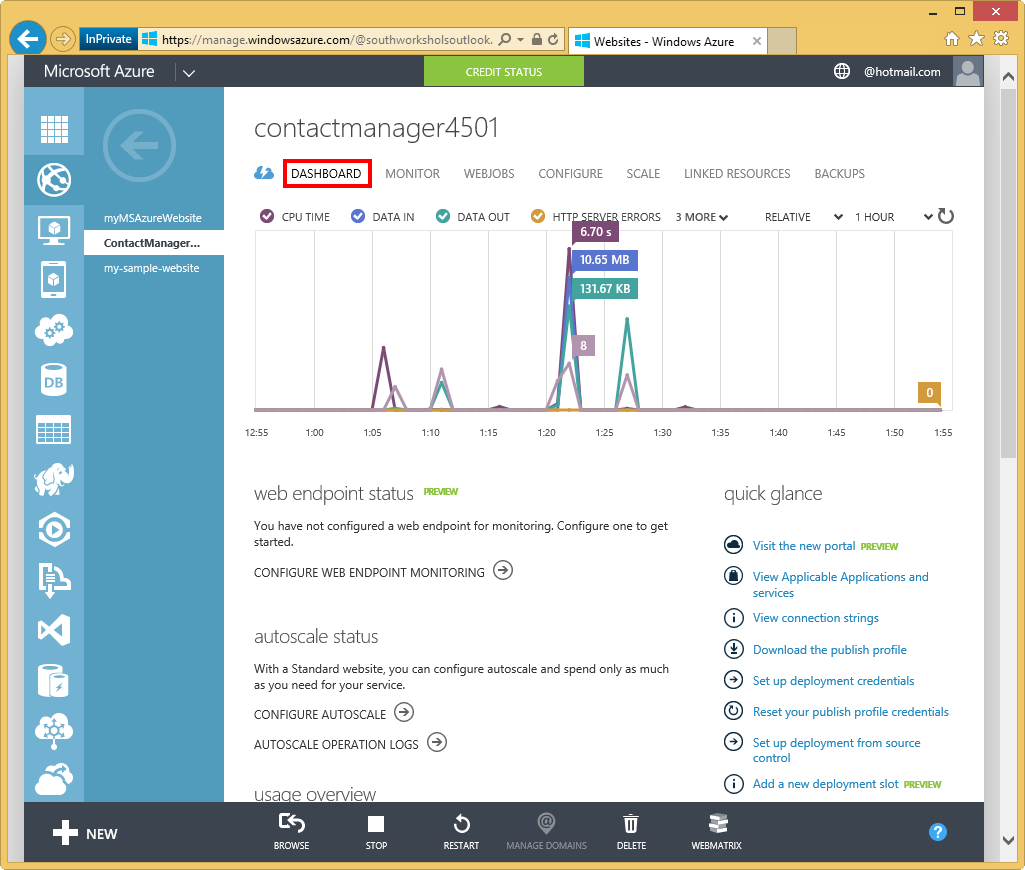 InPrivate
https://manage.windowsazure.com/@southworksholsoutlook.
Websites - Windows Azure
Microsoft Azure
CREDIT STATUS
@hotmail.com
contactmanager4501
DASHBOARD MONITOR WEBJOBS CONFIGURE SCALE LINKED RESOURCES BACKUPS
myMSAzureWebsite
ContactManager...
my-sample-website
CPU TIME DATA IN DATA OUT HTTP SERVER ERRORS 3 MORE RELATIVE 1 HOUR
6.70 s
10.65 MB
131.67 KB
8
0
12:55 1:00 1:05 1:10 1:15 1:20 1:25 1:30 1:35 1:40 1:45 1:50 1:55
DB
web endpoint status PREVIEW
You have not configured a web endpoint for monitoring. Configure one to get
started.
CONFIGURE WEB ENDPOINT MONITORING
autoscale status
With a Standard website, you can configure autoscale and spend only as much
as you need for your service.
CONFIGURE AUTOSCALE
AUTOSCALE OPERATION LOGS
usage overview
quick glance
Visit the new portal PREVIEW
View Applicable Applications and
services
View connection strings
Download the publish profile
Set up deployment credentials
Reset your publish profile credentials
Set up deployment from source
control
Add a new deployment slot PREVIEW
NEW
BROWSE
STOP
RESTART
MANAGE DOMAINS
DELETE
WEBMATRIX
?